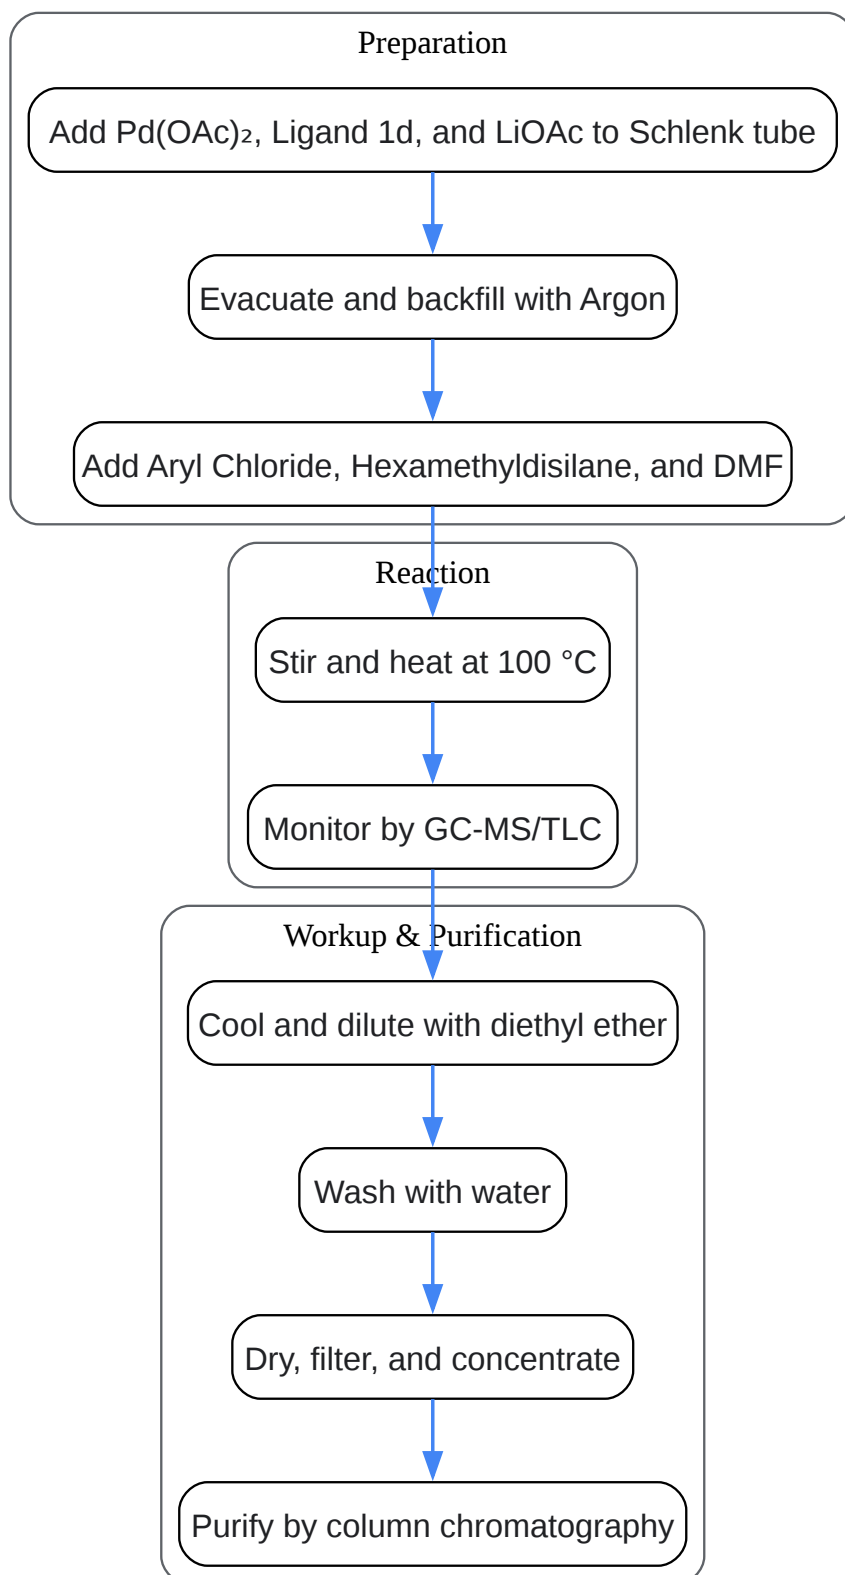 Preparation
Add Pd(OAc)₂, Ligand 1d, and LiOAc to Schlenk tube
Evacuate and backfill with Argon
Add Aryl Chloride, Hexamethyldisilane, and DMF
Reaction
Stir and heat at 100 °C
Monitor by GC-MS/TLC
Workup & Purification
Cool and dilute with diethyl ether
Wash with water
Dry, filter, and concentrate
Purify by column chromatography